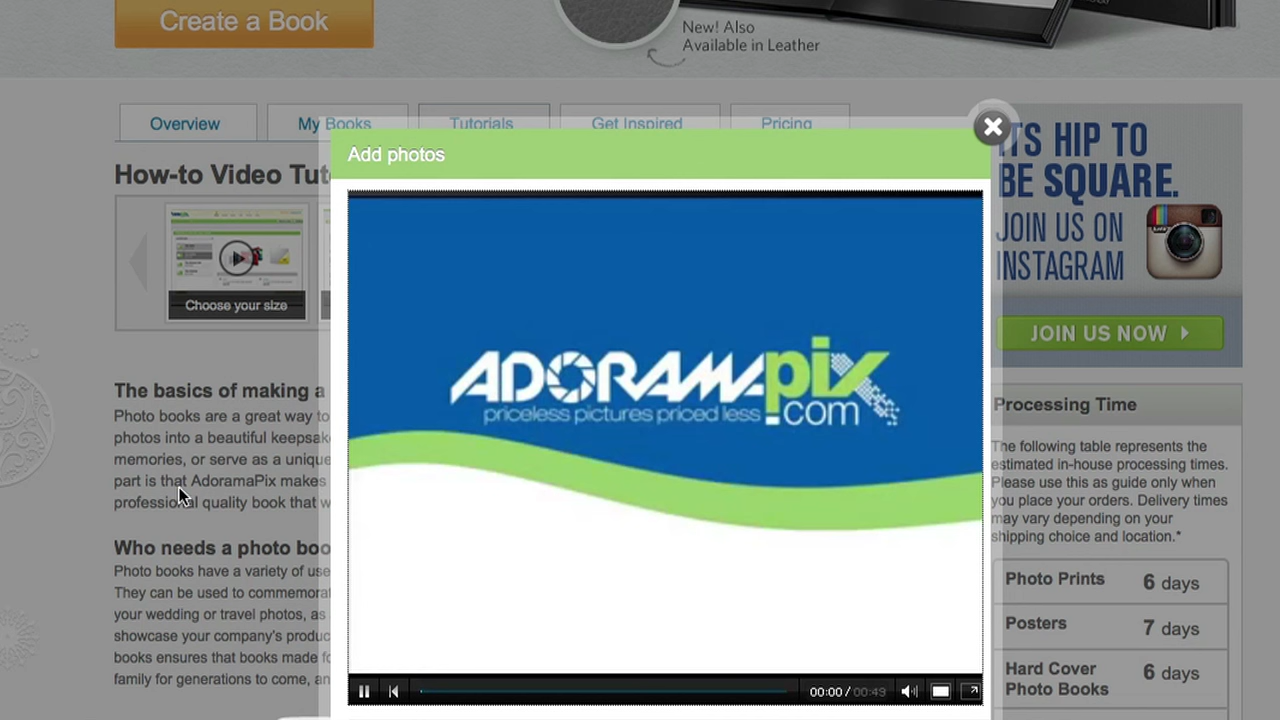 Create a Book
New! Also
Available in Leather
Overview
My Books
Tutorials
Get Inspired
Pricing
How-to Video Tut
Choose your size
Add photos
ADORAMApix
.com
priceless pictures priced less
00:00 / 00:49
The basics of making a
Photo books are a great way to
photos into a beautiful keepsake
memories, or serve as a unique
part is that AdoramaPix makes
professional quality book that w
Who needs a photo boo
Photo books have a variety of use
They can be used to commemorat
your wedding or travel photos, as
showcase your company's produc
books ensures that books made fo
family for generations to come, an
ITS HIP TO
BE SQUARE.
JOIN US ON
INSTAGRAM
JOIN US NOW
Processing Time
The following table represents the
estimated in-house processing times.
Please use this as guide only when
you place your orders. Delivery times
may vary depending on your
shipping choice and location.*
Photo Prints 6 days
Posters 7 days
Hard Cover
Photo Books 6 days